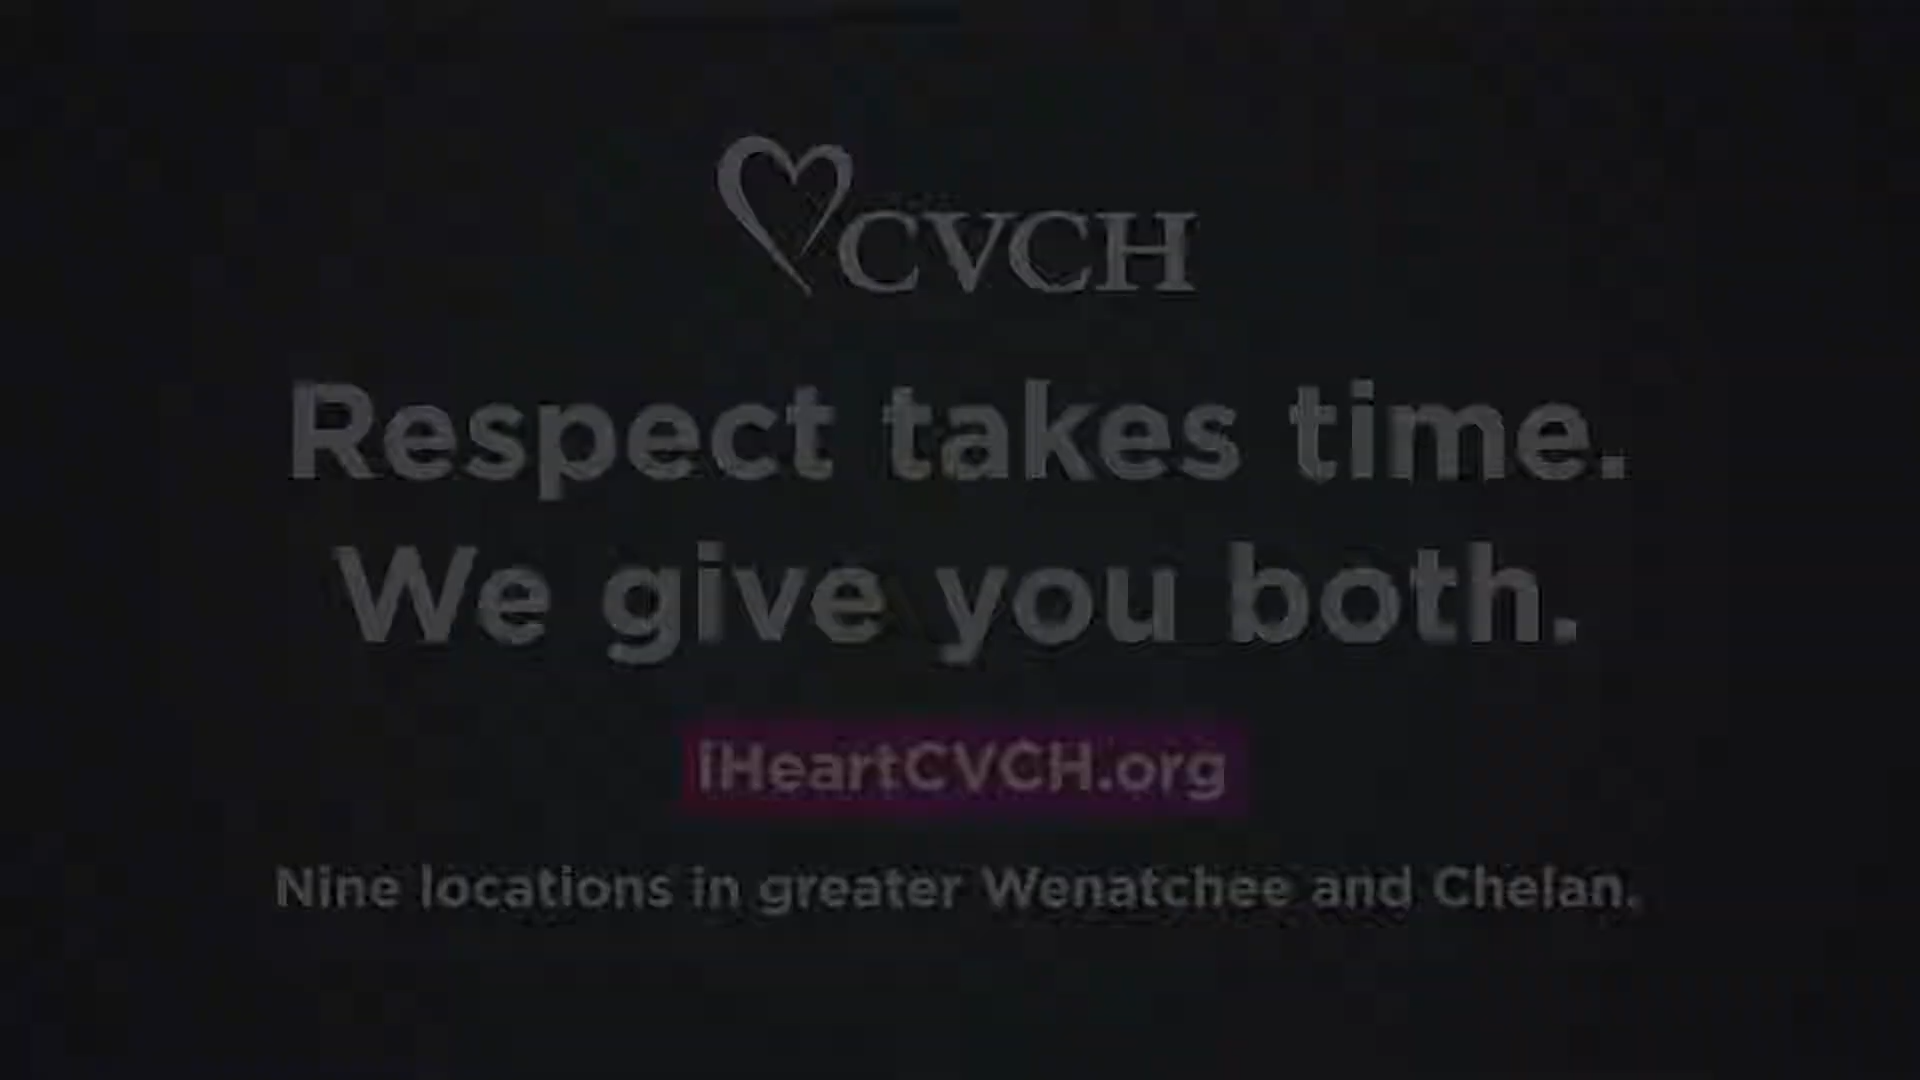 CVCH
Respect takes time.
We give you both.
iHeartCVCH.org
Nine locations in greater Wenatchee and Chelan.